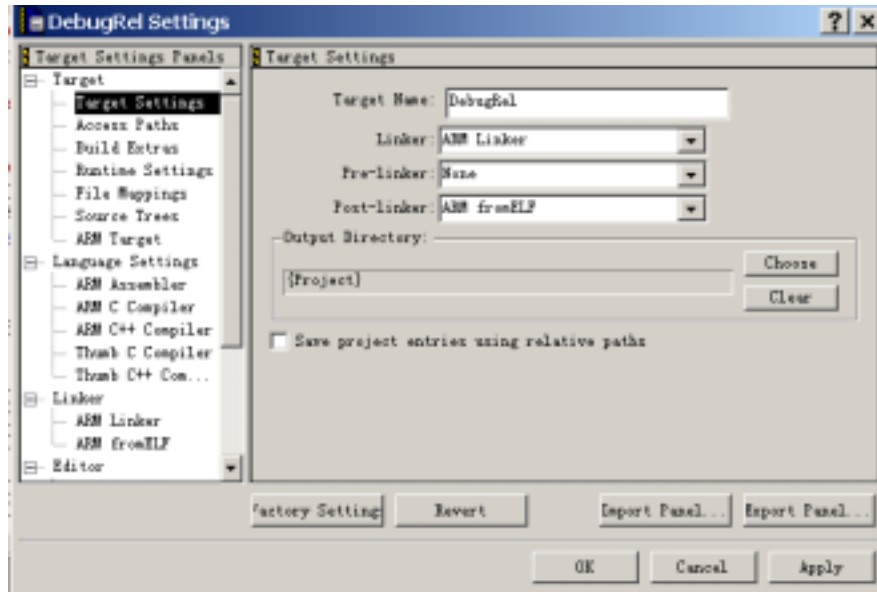 DebugRel Settings
Target Settings Panels
Target
Target Settings
Access Paths
Build Extras
Runtime Settings
File Mappings
Source Trees
ARM Target
Language Settings
ARM Assembler
ARM C Compiler
ARM C++ Compiler
Thumb C Compiler
Thumb C++ Com...
Linker
ARM Linker
ARM fromELF
Editor
Target Settings
Target Name: DebugRel
Linker: ARM Linker
Pre-linker: None
Post-linker: ARM fromELF
Output Directory:
{Project}
Choose
Clear
Save project entries using relative paths
Factory Setting
Revert
Import Panel...
Export Panel...
OK
Cancel
Apply